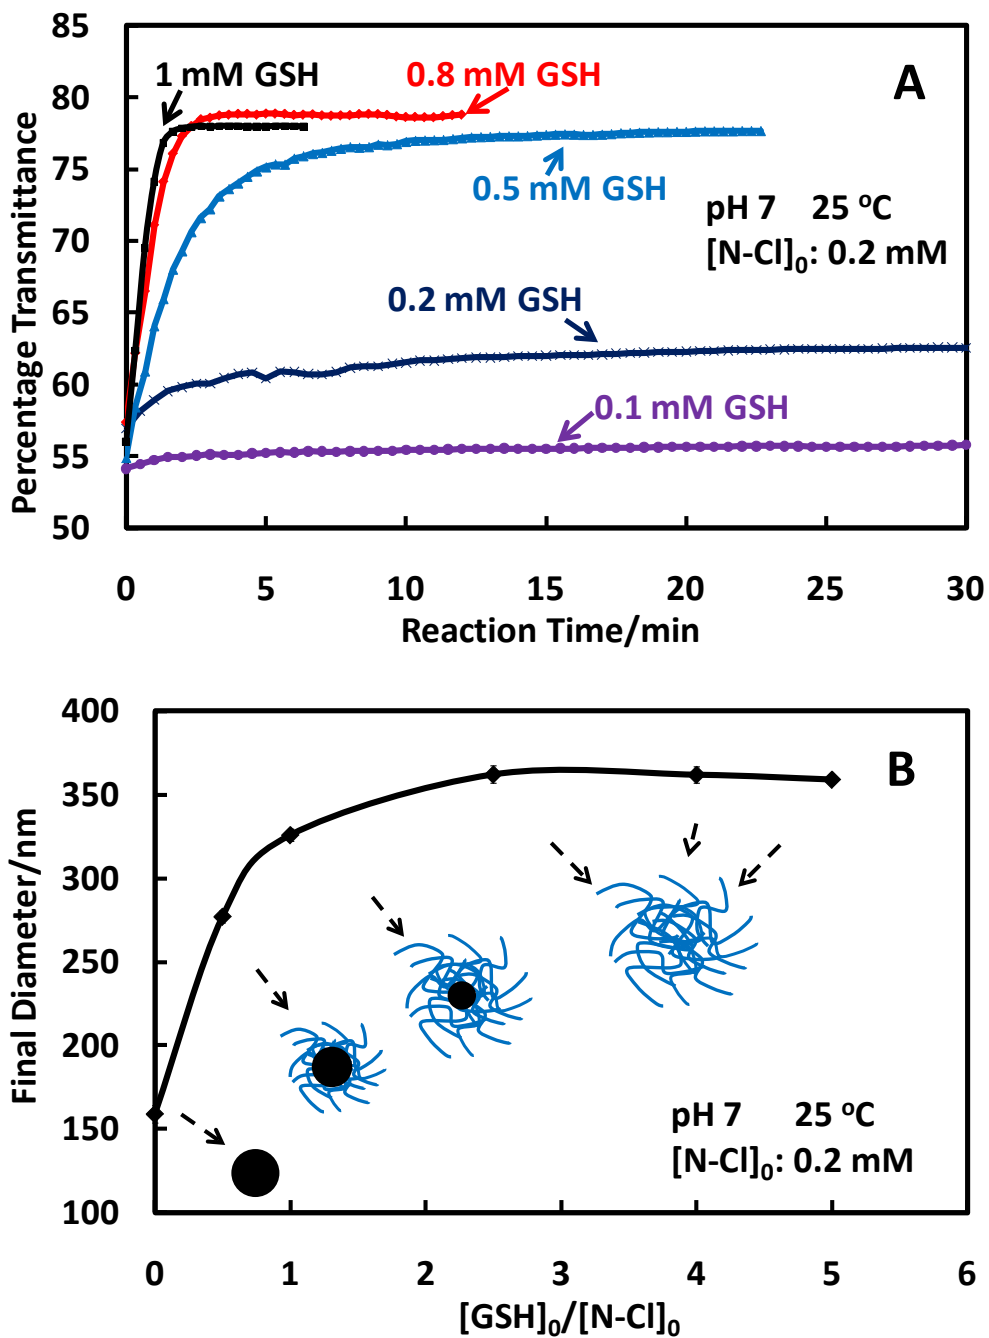 85
80
75
70
65
60
55
50
Percentage Transmittance
A
1 mM GSH
0.8 mM GSH
0.5 mM GSH
pH 7 25 °C
[N-Cl]₀: 0.2 mM
0.2 mM GSH
0.1 mM GSH
0 5 10 15 20 25 30
Reaction Time/min
400
350
300
250
200
150
100
Final Diameter/nm
B
pH 7 25 °C
[N-Cl]₀: 0.2 mM
0 1 2 3 4 5 6
[GSH]₀/[N-Cl]₀